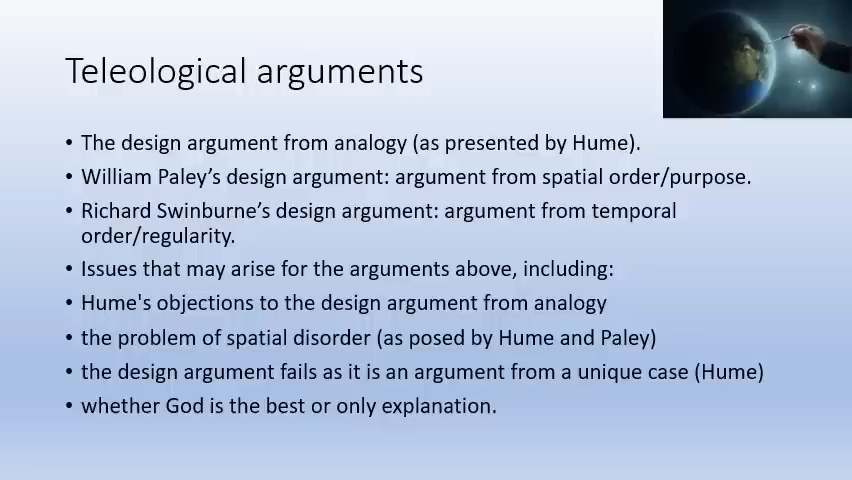 Teleological arguments
• The design argument from analogy (as presented by Hume).
• William Paley’s design argument: argument from spatial order/purpose.
• Richard Swinburne’s design argument: argument from temporal
order/regularity.
• Issues that may arise for the arguments above, including:
• Hume's objections to the design argument from analogy
• the problem of spatial disorder (as posed by Hume and Paley)
• the design argument fails as it is an argument from a unique case (Hume)
• whether God is the best or only explanation.